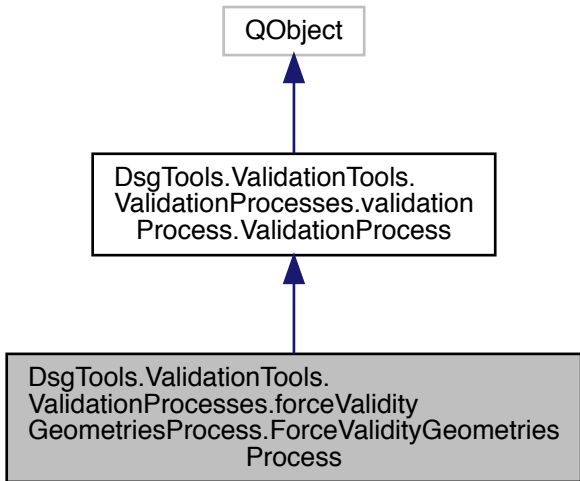 QObject
DsgTools.ValidationTools.
ValidationProcesses.validation
Process.ValidationProcess
DsgTools.ValidationTools.
ValidationProcesses.forceValidity
GeometriesProcess.ForceValidityGeometries
Process